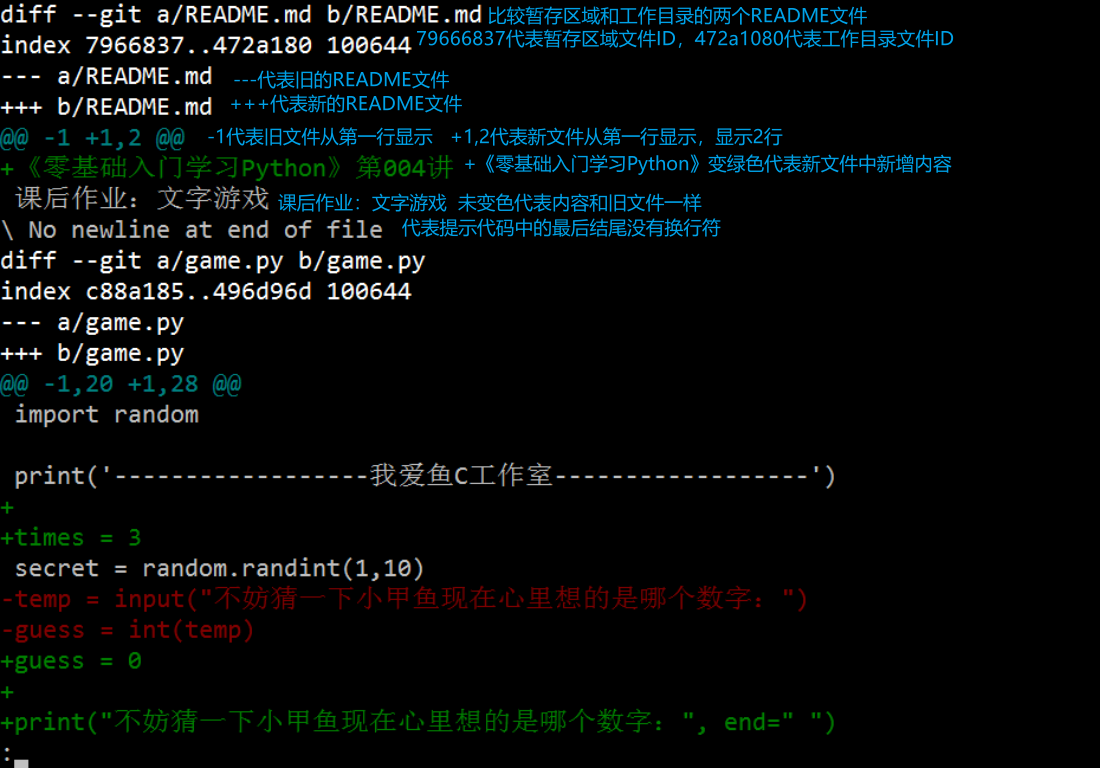 diff --git a/README.md b/README.md 比较暂存区域和工作目录的两个README文件
index 7966837..472a180 100644 79666837代表暂存区域文件ID，472a1080代表工作目录文件ID
--- a/README.md ---代表旧的README文件
+++ b/README.md +++代表新的README文件
@@ -1 +1,2 @@ -1代表旧文件从第一行显示 +1,2代表新文件从第一行显示，显示2行
+《零基础入门学习Python》第004讲 +《零基础入门学习Python》变绿色代表新文件中新增内容
 课后作业：文字游戏 课后作业：文字游戏 未变色代表内容和旧文件一样
\ No newline at end of file 代表提示代码中的最后结尾没有换行符
diff --git a/game.py b/game.py
index c88a185..496d96d 100644
--- a/game.py
+++ b/game.py
@@ -1,20 +1,28 @@
 import random
 print('------------------我爱鱼C工作室------------------')
+
+times = 3
 secret = random.randint(1,10)
-temp = input("不妨猜一下小甲鱼现在心里想的是哪个数字：")
-guess = int(temp)
+guess = 0
+
+print("不妨猜一下小甲鱼现在心里想的是哪个数字：", end=" ")
: